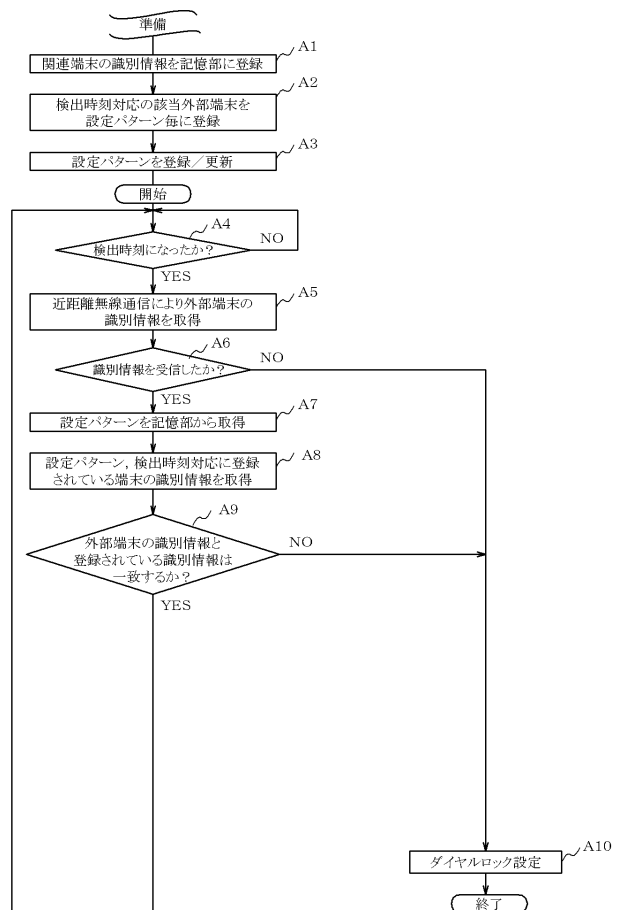 準備
A1
関連端末の識別情報を記憶部に登録
A2
検出時刻対応の該当外部端末を
設定パターン毎に登録
A3
設定パターンを登録／更新
開始
A4
検出時刻になったか？
NO
YES
A5
近距離無線通信により外部端末の
識別情報を取得
A6
識別情報を受信したか？
NO
YES
A7
設定パターンを記憶部から取得
A8
設定パターン，検出時刻対応に登録
されている端末の識別情報を取得
A9
外部端末の識別情報と
登録されている識別情報は
一致するか？
NO
YES
A10
ダイヤルロック設定
終了